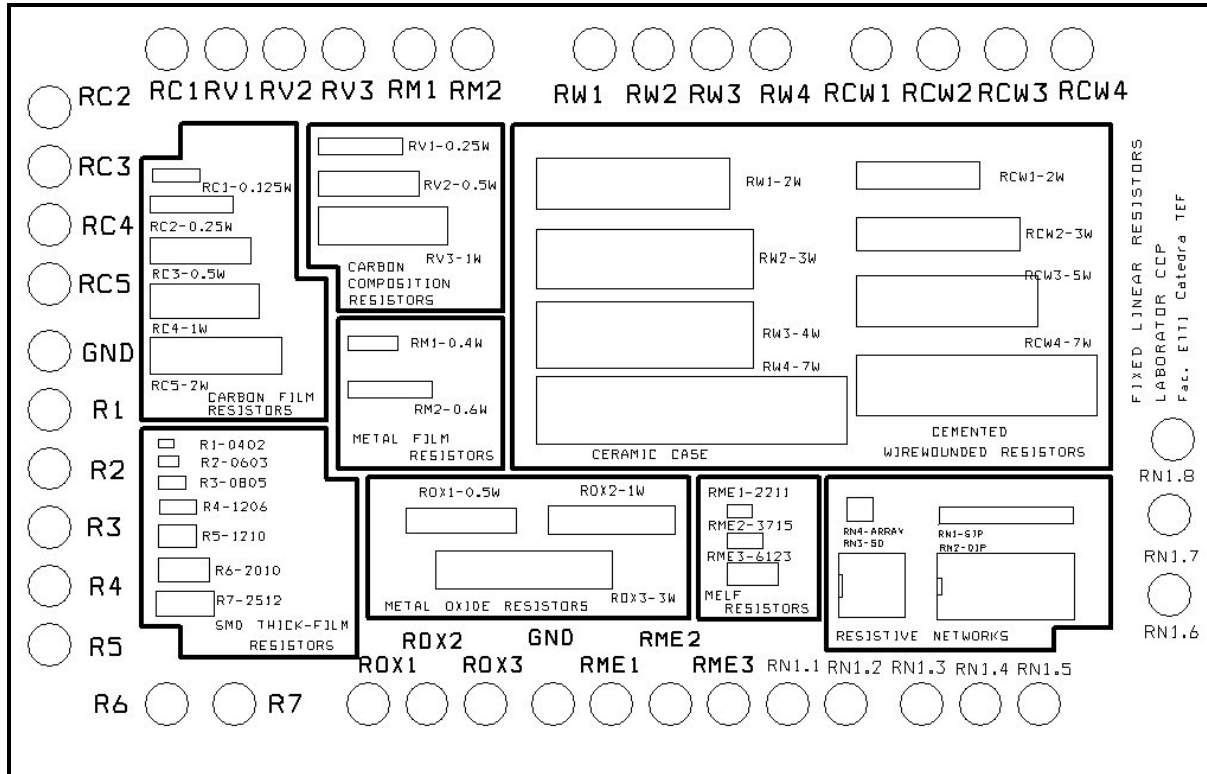 RC1 RV1 RV2 RV3 RM1 RM2 RW1 RW2 RW3 RW4 RCW1 RCW2 RCW3 RCW4
RC2
RC3
RC4
RC5
GND
R1
R2
R3
R4
R5
R6
R7
RC1-0.125W
RC2-0.25W
RC3-0.5W
RC4-1W
RC5-2W
CARBON FILM
RESISTORS
RV1-0.25W
RV2-0.5W
RV3-1W
CARBON
COMPOSITION
RESISTORS
RM1-0.4W
RM2-0.6W
METAL FILM
RESISTORS
RW1-2W
RW2-3W
RW3-4W
RW4-7W
CERAMIC CASE
RCW1-2W
RCW2-3W
RCW3-5W
RCW4-7W
CEMENTED
WIREWOUNDED RESISTORS
FIXED LINEAR RESISTORS
LABORATOR CCP
Fac. ETTI Catedra TEF
R1-0402
R2-0603
R3-0805
R4-1206
R5-1210
R6-2010
R7-2512
SMD THICK-FILM
RESISTORS
ROX1-0.5W
ROX2-1W
ROX3-3W
METAL OXIDE RESISTORS
RME1-2211
RME2-3715
RME3-6123
MELF
RESISTORS
RN4-ARRAY
RN3-SO
RN1-SIP
RN2-DIP
RESISTIVE NETWORKS
RN1.8
RN1.7
RN1.6
ROX1
ROX2
ROX3
GND
RME1
RME2
RME3
RN1.1
RN1.2
RN1.3
RN1.4
RN1.5